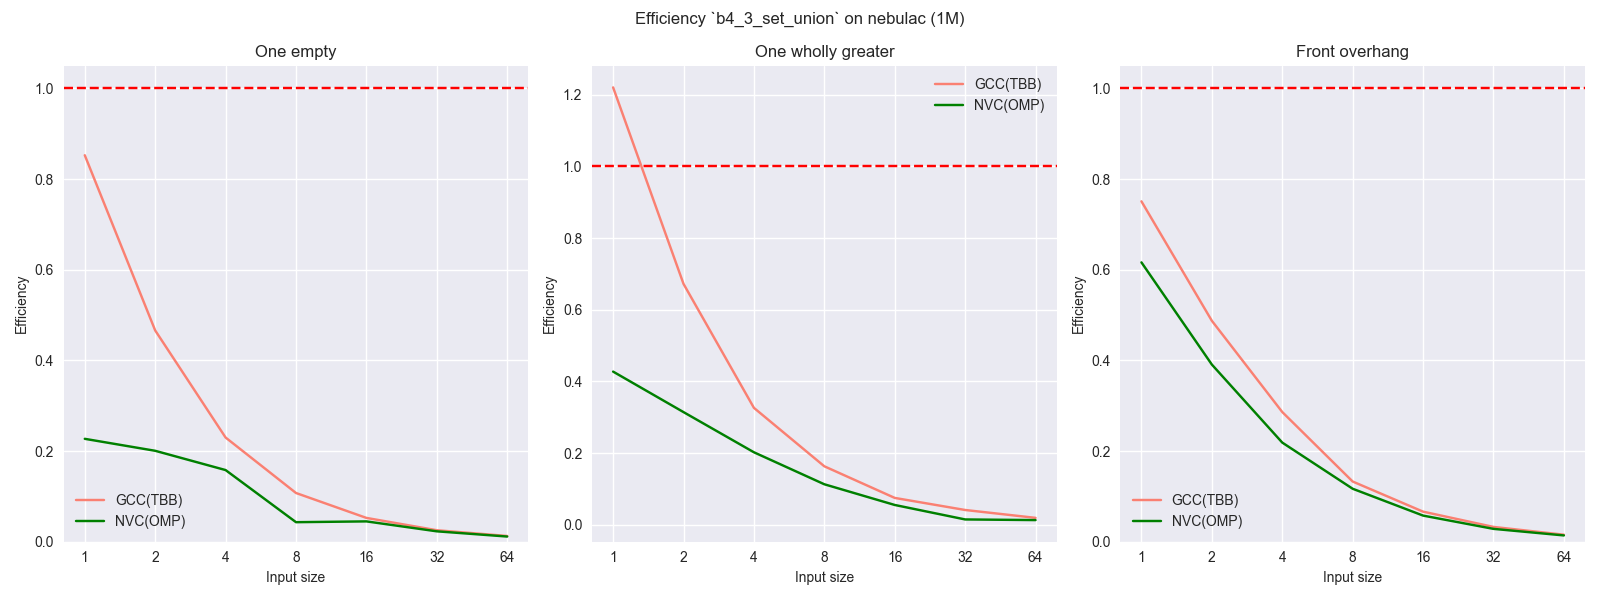 Efficiency `b4_3_set_union` on nebulac (1M)
One empty
1.0
0.8
0.6
0.4
0.2
0.0
Efficiency
GCC(TBB)
NVC(OMP)
1 2 4 8 16 32 64
Input size
One wholly greater
1.2
1.0
0.8
0.6
0.4
0.2
0.0
Efficiency
GCC(TBB)
NVC(OMP)
1 2 4 8 16 32 64
Input size
Front overhang
1.0
0.8
0.6
0.4
0.2
0.0
Efficiency
GCC(TBB)
NVC(OMP)
1 2 4 8 16 32 64
Input size